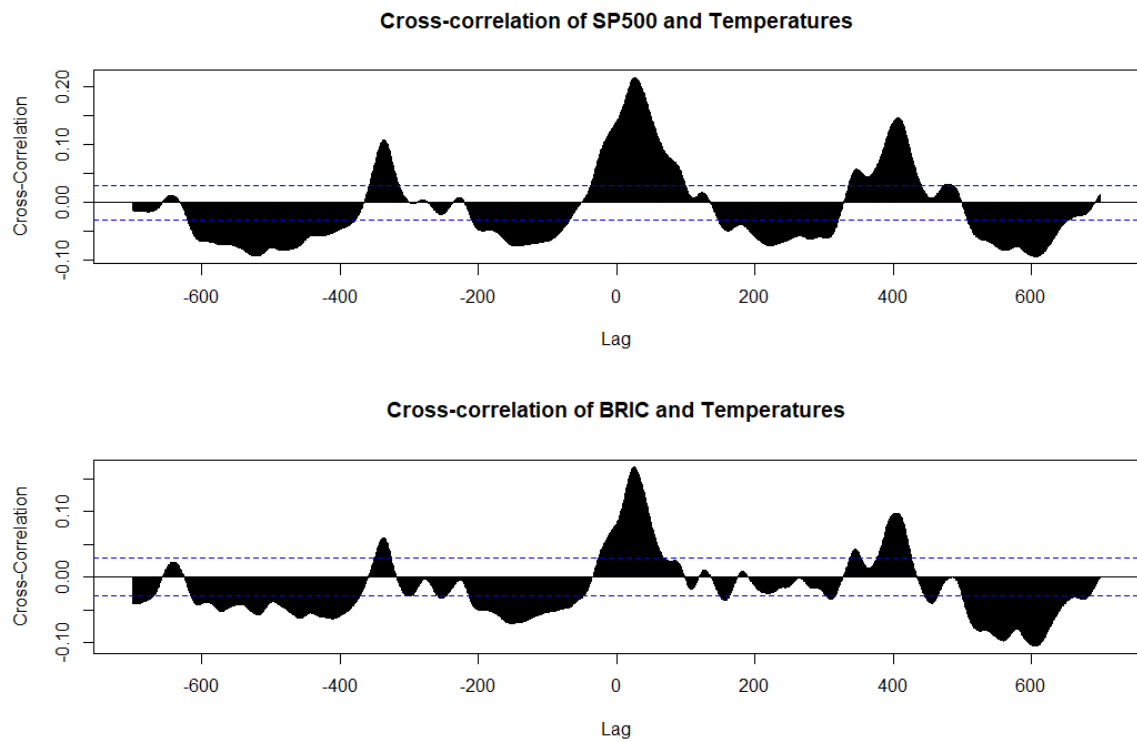 Cross-correlation of SP500 and Temperatures
Cross-Correlation
0.20
0.10
0.00
-0.10
-600 -400 -200 0 200 400 600
Lag
Cross-correlation of BRIC and Temperatures
Cross-Correlation
0.10
0.00
-0.10
-600 -400 -200 0 200 400 600
Lag